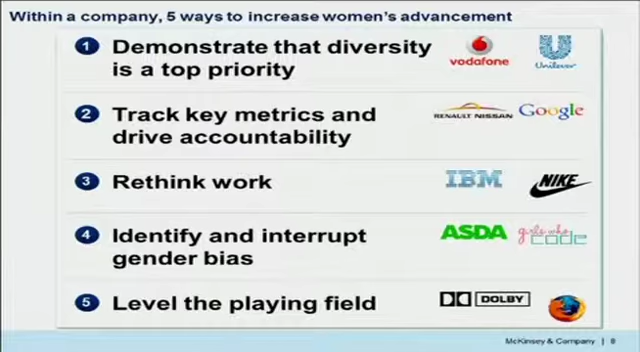 Within a company, 5 ways to increase women's advancement
1 Demonstrate that diversity
is a top priority
vodafone
Unilever
2 Track key metrics and
drive accountability
RENAULT NISSAN
Google
3 Rethink work
IBM
NIKE
4 Identify and interrupt
gender bias
ASDA
girls who
CODE
5 Level the playing field
DOLBY
McKinsey & Company | 8